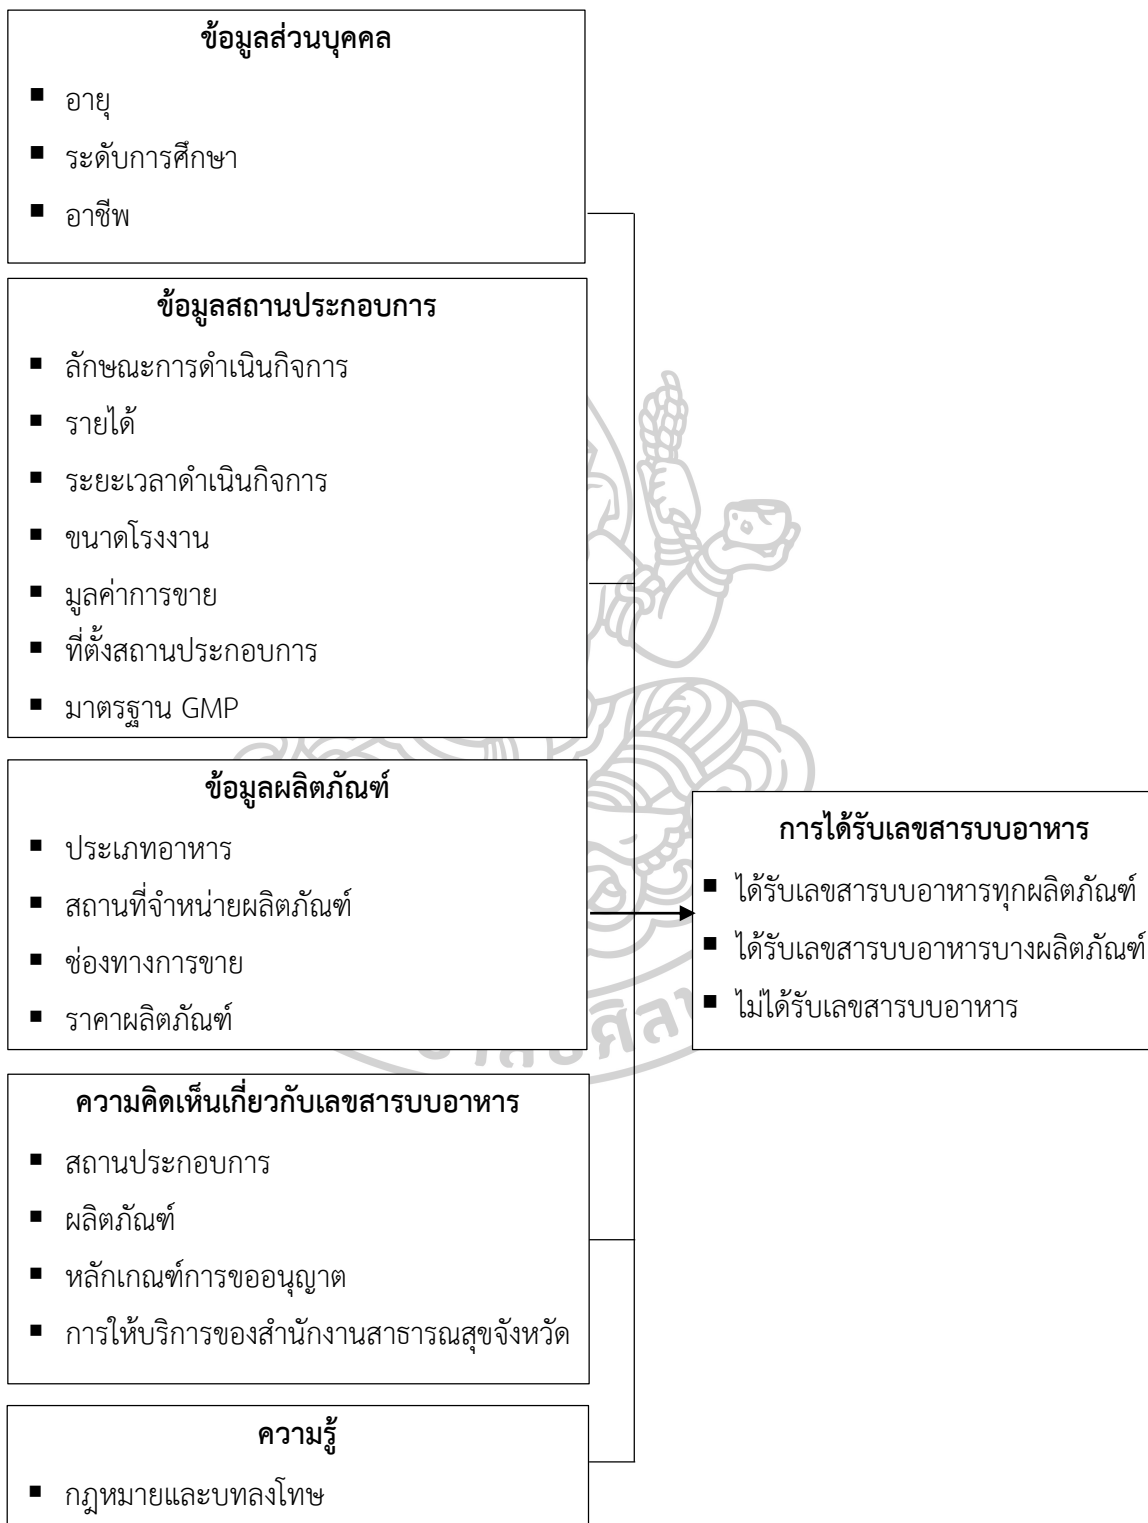 ข้อมูลส่วนบุคคล
อายุ
ระดับการศึกษา
อาชีพ
ข้อมูลสถานประกอบการ
ลักษณะการดำเนินกิจการ
รายได้
ระยะเวลาดำเนินกิจการ
ขนาดโรงงาน
มูลค่าการขาย
ที่ตั้งสถานประกอบการ
มาตรฐาน GMP
ข้อมูลผลิตภัณฑ์
ประเภทอาหาร
สถานที่จำหน่ายผลิตภัณฑ์
ช่องทางการขาย
ราคาผลิตภัณฑ์
การได้รับเลขสารบบอาหาร
ได้รับเลขสารบบอาหารทุกผลิตภัณฑ์
ได้รับเลขสารบบอาหารบางผลิตภัณฑ์
ไม่ได้รับเลขสารบบอาหาร
ความคิดเห็นเกี่ยวกับเลขสารบบอาหาร
สถานประกอบการ
ผลิตภัณฑ์
หลักเกณฑ์การขออนุญาต
การให้บริการของสำนักงานสาธารณสุขจังหวัด
ความรู้
กฎหมายและบทลงโทษ